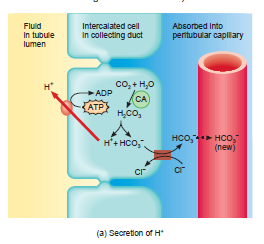 Fluid
in tubule
lumen
Intercalated cell
in collecting duct
Absorbed into
peritubular capillary
H⁺
ADP
ATP
CO₂ + H₂O
CA
H₂CO₃
H⁺ + HCO₃⁻
HCO₃⁻
HCO₃⁻
(new)
Cl⁻
Cl⁻
(a) Secretion of H⁺